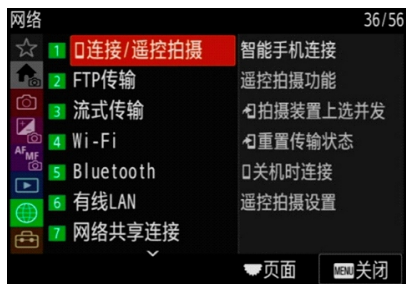 网络 36/56
1 连接/遥控拍摄
2 FTP传输
3 流式传输
4 Wi-Fi
5 Bluetooth
6 有线LAN
7 网络共享连接
AF MF
智能手机连接
遥控拍摄功能
拍摄装置上选并发
重置传输状态
关机时连接
遥控拍摄设置
页面 MENU 关闭